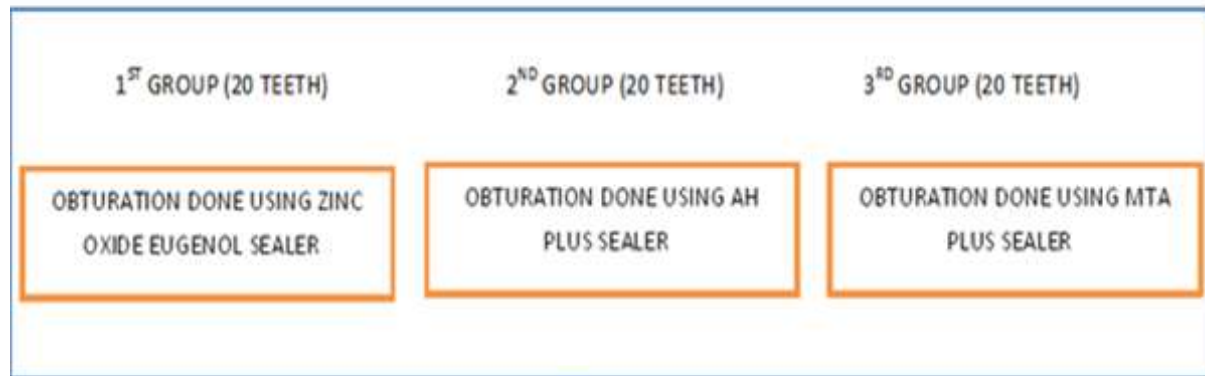 1ST GROUP (20 TEETH)
2ND GROUP (20 TEETH)
3RD GROUP (20 TEETH)
OBTURATION DONE USING ZINC
OXIDE EUGENOL SEALER
OBTURATION DONE USING AH
PLUS SEALER
OBTURATION DONE USING MTA
PLUS SEALER